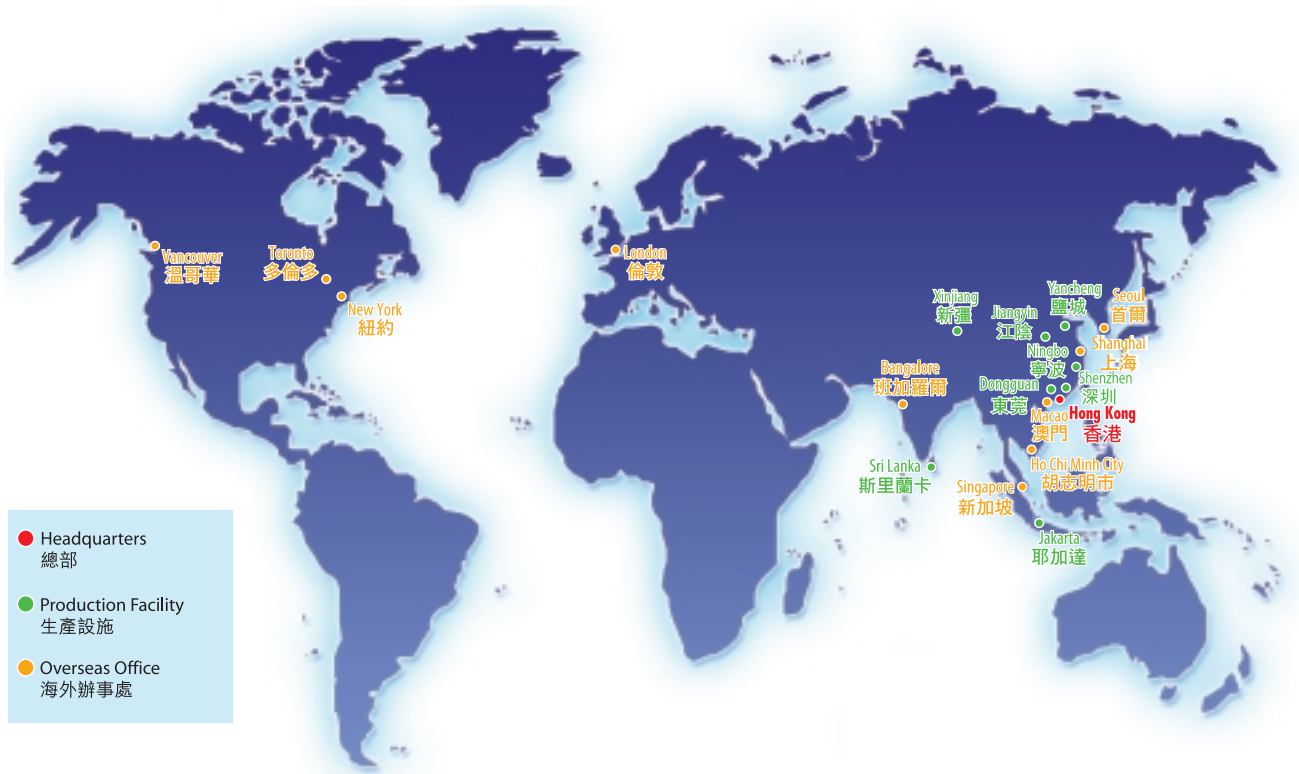 Vancouver
溫哥華
Toronto
多倫多
New York
紐約
London
倫敦
Xinjiang
新疆
Jiangyin
江陰
Yancheng
鹽城
Seoul
首爾
Shanghai
上海
Ningbo
寧波
Bangalore
班加羅爾
Dongguan
東莞
Shenzhen
深圳
Macao
澳門
Hong Kong
香港
Sri Lanka
斯里蘭卡
Ho Chi Minh City
胡志明市
Singapore
新加坡
Jakarta
耶加達
Headquarters
總部
Production Facility
生產設施
Overseas Office
海外辦事處